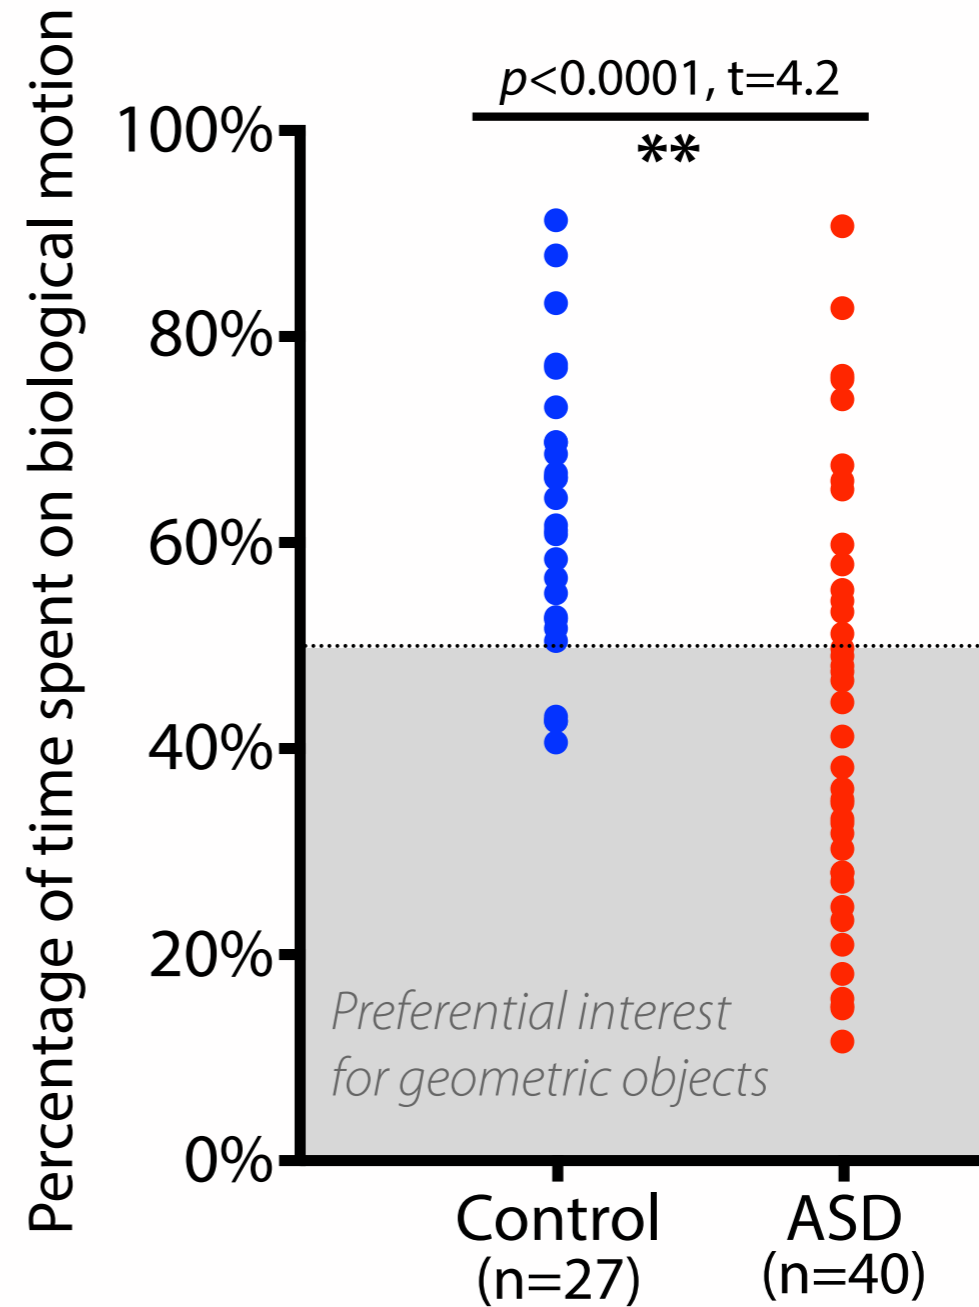 Percentage of time spent on biological motion
p<0.0001, t=4.2
**
100%
80%
60%
40%
20%
0%
Preferential interest
for geometric objects
Control
(n=27)
ASD
(n=40)